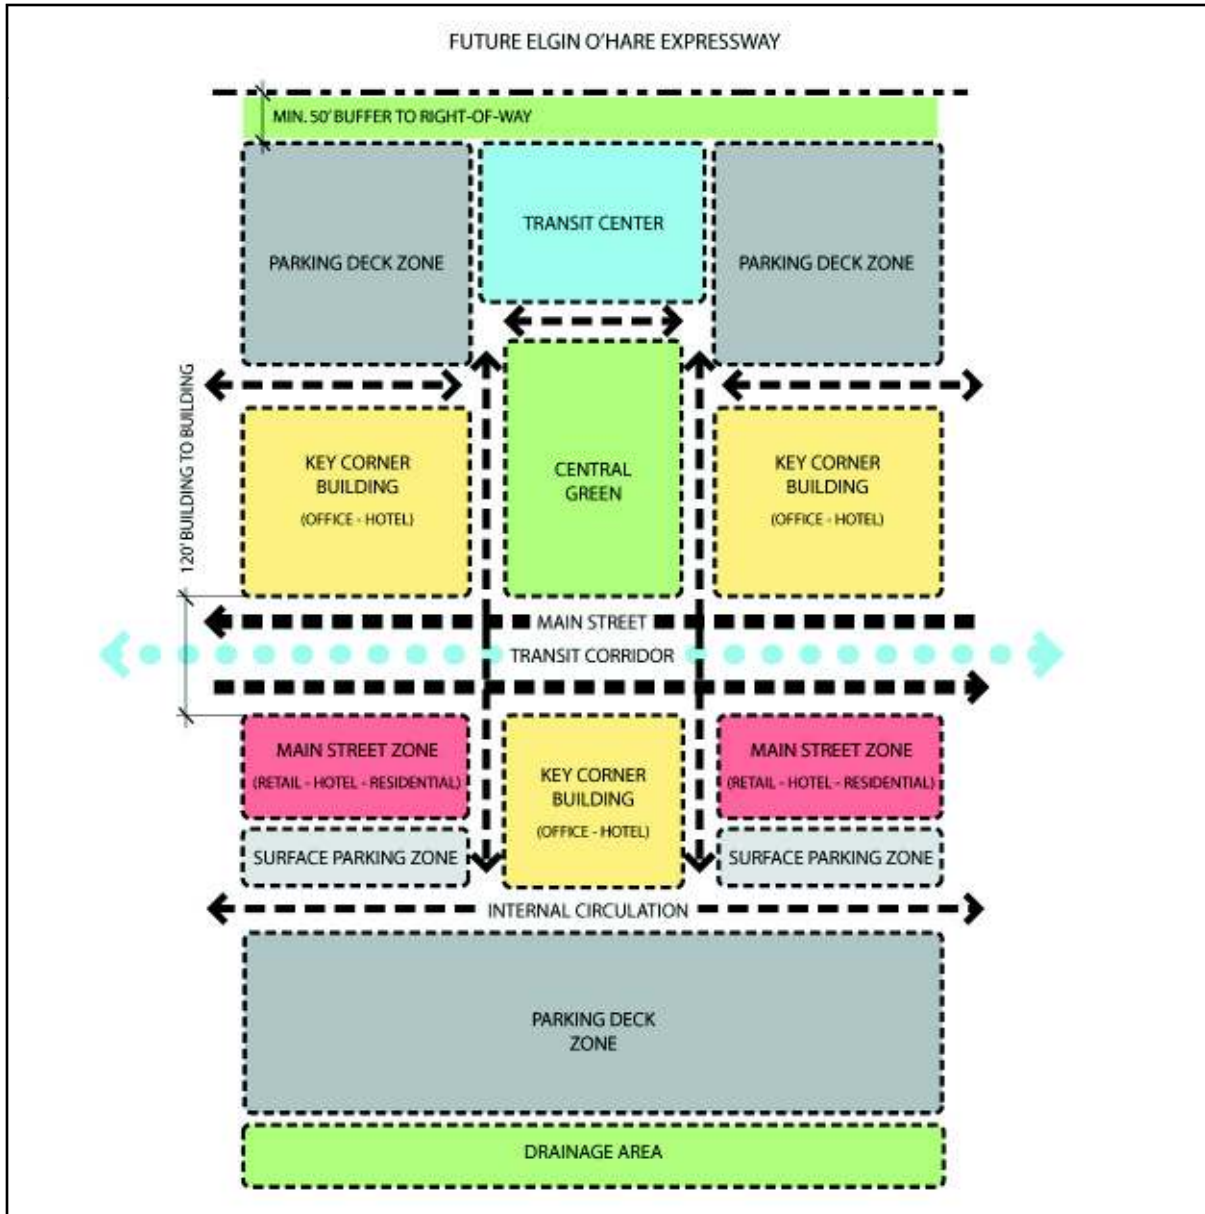 FUTURE ELGIN O'HARE EXPRESSWAY
MIN. 50' BUFFER TO RIGHT-OF-WAY
PARKING DECK ZONE
TRANSIT CENTER
PARKING DECK ZONE
120' BUILDING TO BUILDING
KEY CORNER
BUILDING
(OFFICE - HOTEL)
CENTRAL
GREEN
KEY CORNER
BUILDING
(OFFICE - HOTEL)
MAIN STREET
TRANSIT CORRIDOR
MAIN STREET ZONE
(RETAIL - HOTEL - RESIDENTIAL)
KEY CORNER
BUILDING
(OFFICE - HOTEL)
MAIN STREET ZONE
(RETAIL - HOTEL - RESIDENTIAL)
SURFACE PARKING ZONE
SURFACE PARKING ZONE
INTERNAL CIRCULATION
PARKING DECK
ZONE
DRAINAGE AREA